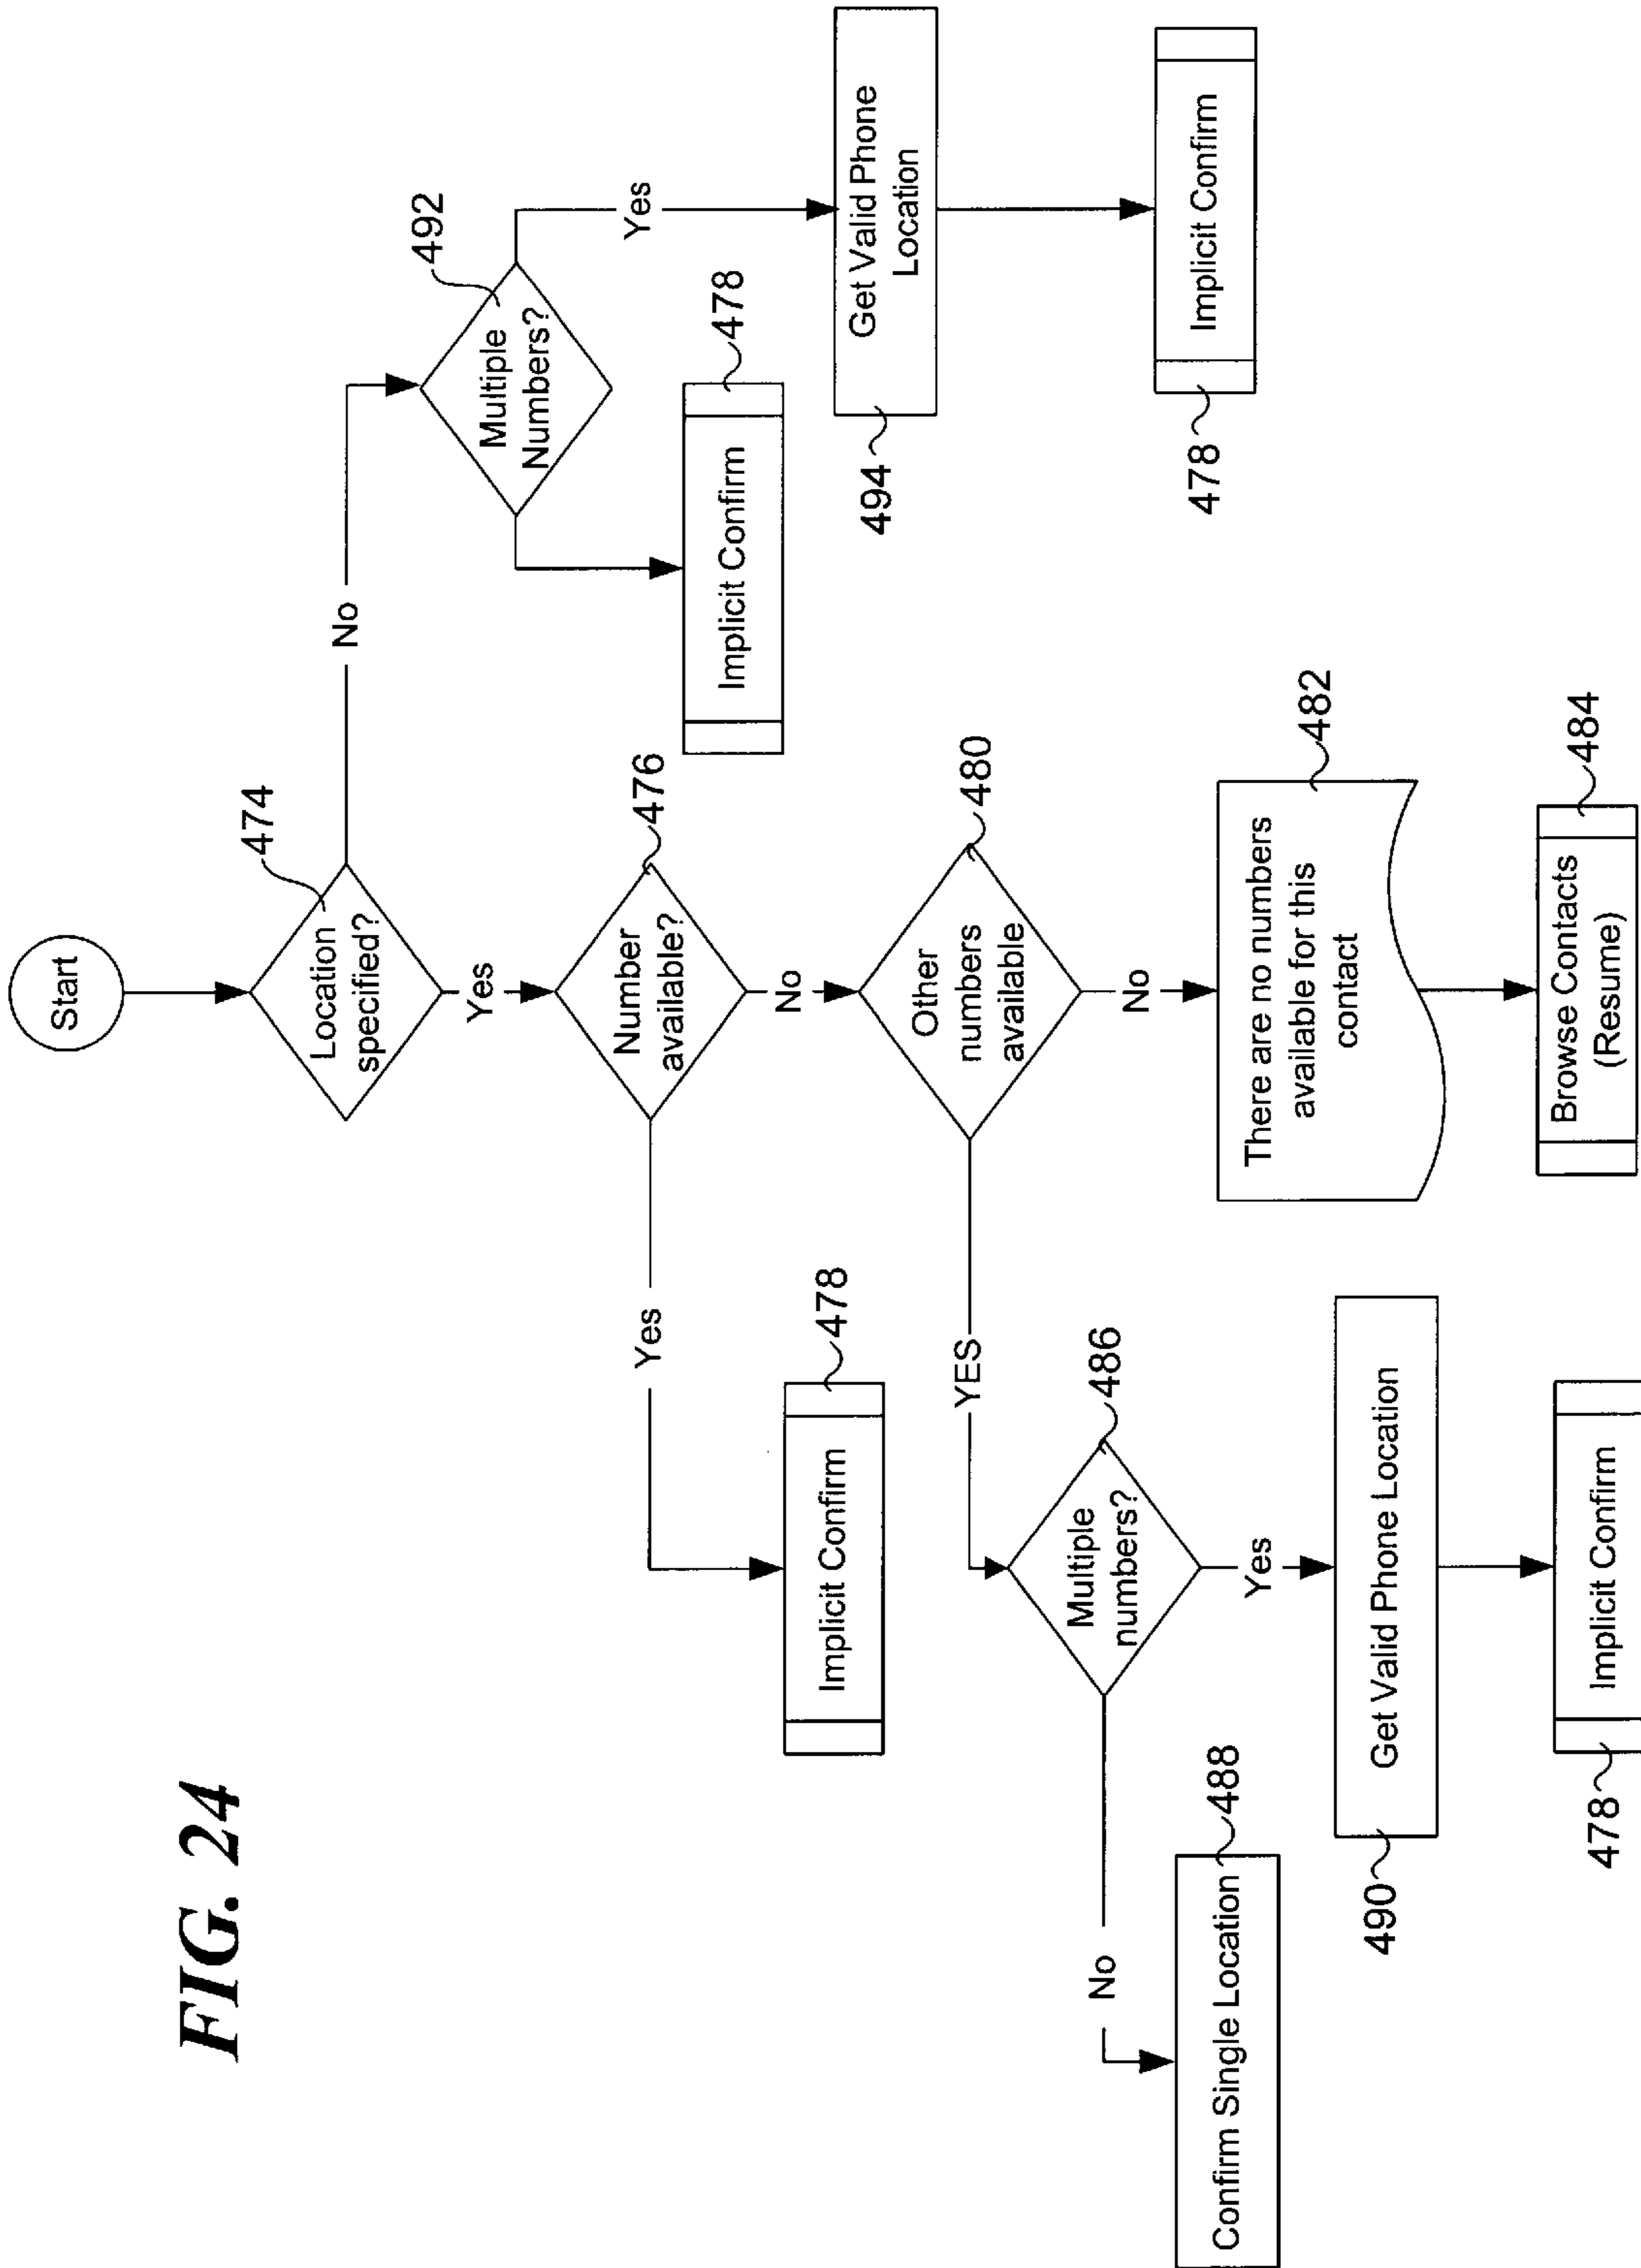 FIG. 24
Start
474
Location
specified?
No
Yes
492
Multiple
Numbers?
Yes
478
Implicit Confirm
494
Get Valid Phone
Location
478
Implicit Confirm
476
Number
available?
Yes
No
478
Implicit Confirm
480
Other
numbers
available
YES
No
482
There are no numbers
available for this
contact
484
Browse Contacts
(Resume)
486
Multiple
numbers?
No
Yes
488
Confirm Single Location
490
Get Valid Phone Location
478
Implicit Confirm